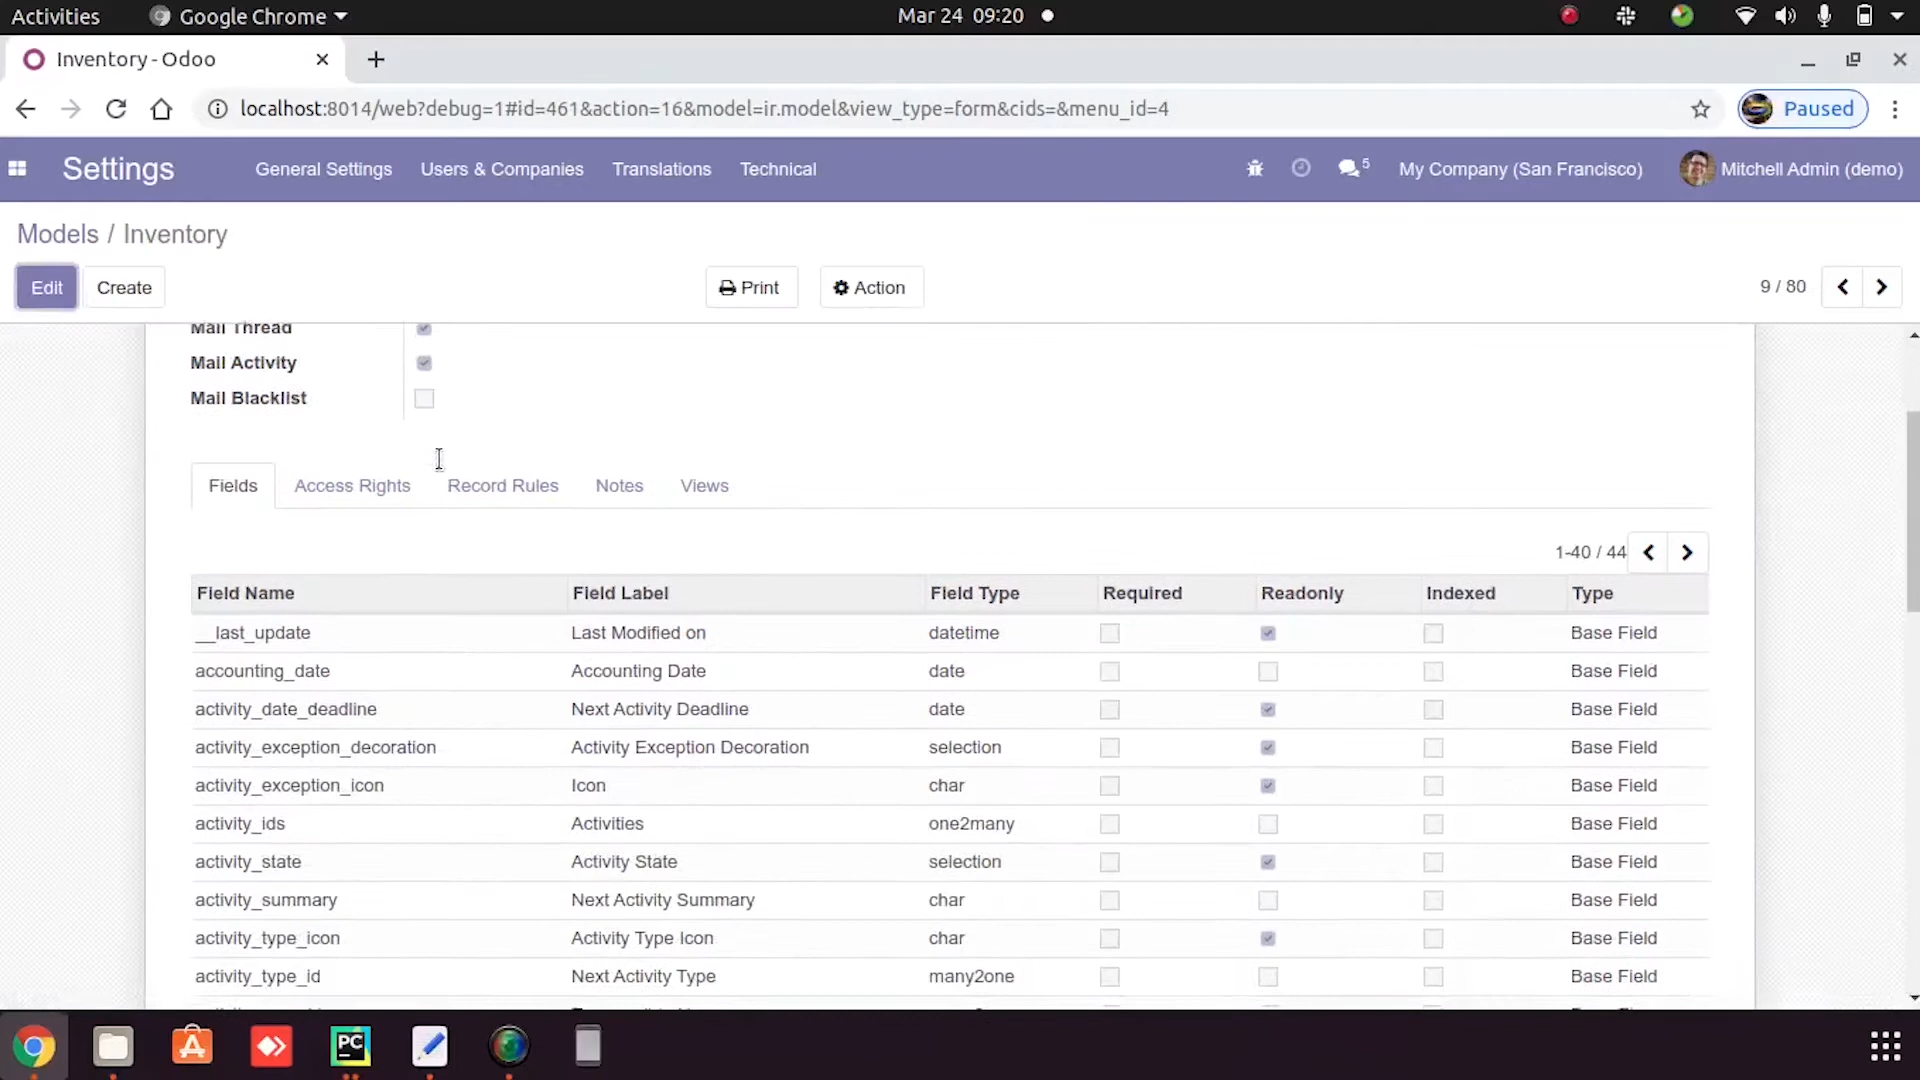 Activities Google Chrome Mar 24 09:20
Inventory - Odoo
localhost:8014/web?debug=1#id=461&action=16&model=ir.model&view_type=form&cids=&menu_id=4 Paused
Settings General Settings Users & Companies Translations Technical 5 My Company (San Francisco) Mitchell Admin (demo)
Models / Inventory
Edit Create Print Action 9 / 80
Mail Thread
Mail Activity
Mail Blacklist
Fields Access Rights Record Rules Notes Views
1-40 / 44
Field Name Field Label Field Type Required Readonly Indexed Type
__last_update Last Modified on datetime Base Field
accounting_date Accounting Date date Base Field
activity_date_deadline Next Activity Deadline date Base Field
activity_exception_decoration Activity Exception Decoration selection Base Field
activity_exception_icon Icon char Base Field
activity_ids Activities one2many Base Field
activity_state Activity State selection Base Field
activity_summary Next Activity Summary char Base Field
activity_type_icon Activity Type Icon char Base Field
activity_type_id Next Activity Type many2one Base Field
PC